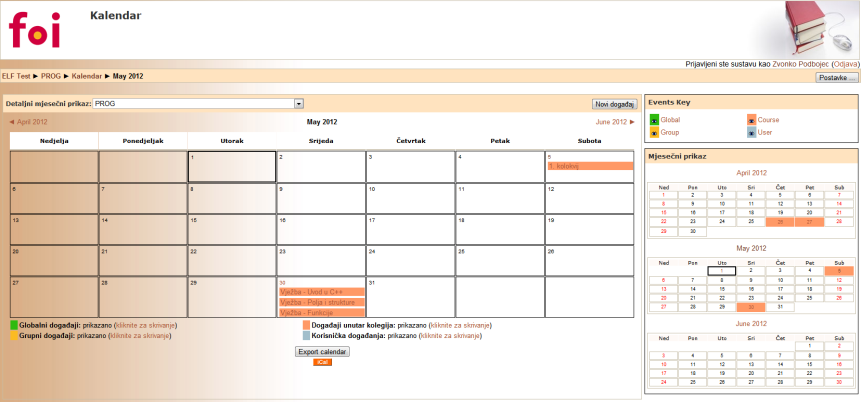 foi
Kalendar
Prijavljeni ste sustavu kao Zvonko Podbojec (Odjava)
ELF Test ► PROG ► Kalendar ► May 2012
Postavke ...
Detaljni mjesečni prikaz: PROG
Novi događaj
◄ April 2012
May 2012
June 2012 ►
Nedjelja Ponedjeljak Utorak Srijeda Četvrtak Petak Subota
1 2 3 4 5
1. kolokvij
6 7 8 9 10 11 12
13 14 15 16 17 18 19
20 21 22 23 24 25 26
27 28 29 30 31
Vježba - Uvod u C++
Vježba - Polja i strukture
Vježba - Funkcije
Globalni događaji: prikazano (kliknite za skrivanje)
Događaji unutar kolegija: prikazano (kliknite za skrivanje)
Grupni događaji: prikazano (kliknite za skrivanje)
Korisnička događanja: prikazano (kliknite za skrivanje)
Export calendar
iCal
Events Key
Global
Course
Group
User
Mjesečni prikaz
April 2012
Ned Pon Uto Sri Čet Pet Sub
1 2 3 4 5 6 7
8 9 10 11 12 13 14
15 16 17 18 19 20 21
22 23 24 25 26 27 28
29 30
May 2012
Ned Pon Uto Sri Čet Pet Sub
1 2 3 4 5
6 7 8 9 10 11 12
13 14 15 16 17 18 19
20 21 22 23 24 25 26
27 28 29 30 31
June 2012
Ned Pon Uto Sri Čet Pet Sub
1 2
3 4 5 6 7 8 9
10 11 12 13 14 15 16
17 18 19 20 21 22 23
24 25 26 27 28 29 30